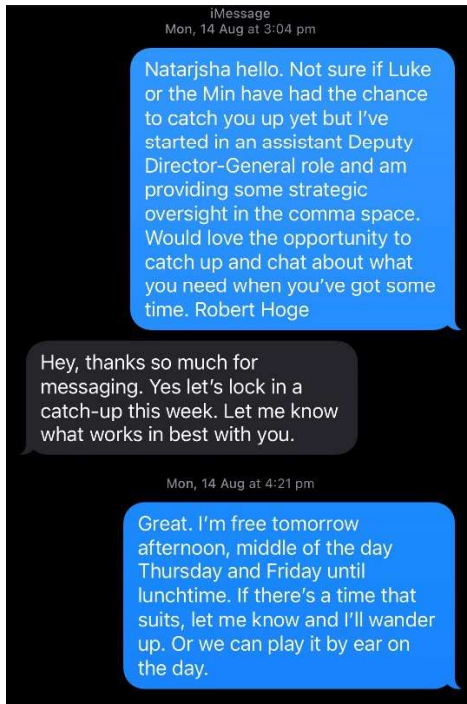 iMessage
Mon, 14 Aug at 3:04 pm
Natarjsha hello. Not sure if Luke
or the Min have had the chance
to catch you up yet but I've
started in an assistant Deputy
Director-General role and am
providing some strategic
oversight in the comma space.
Would love the opportunity to
catch up and chat about what
you need when you've got some
time. Robert Hoge
Hey, thanks so much for
messaging. Yes let's lock in a
catch-up this week. Let me know
what works in best with you.
Mon, 14 Aug at 4:21 pm
Great. I'm free tomorrow
afternoon, middle of the day
Thursday and Friday until
lunchtime. If there's a time that
suits, let me know and I'll wander
up. Or we can play it by ear on
the day.